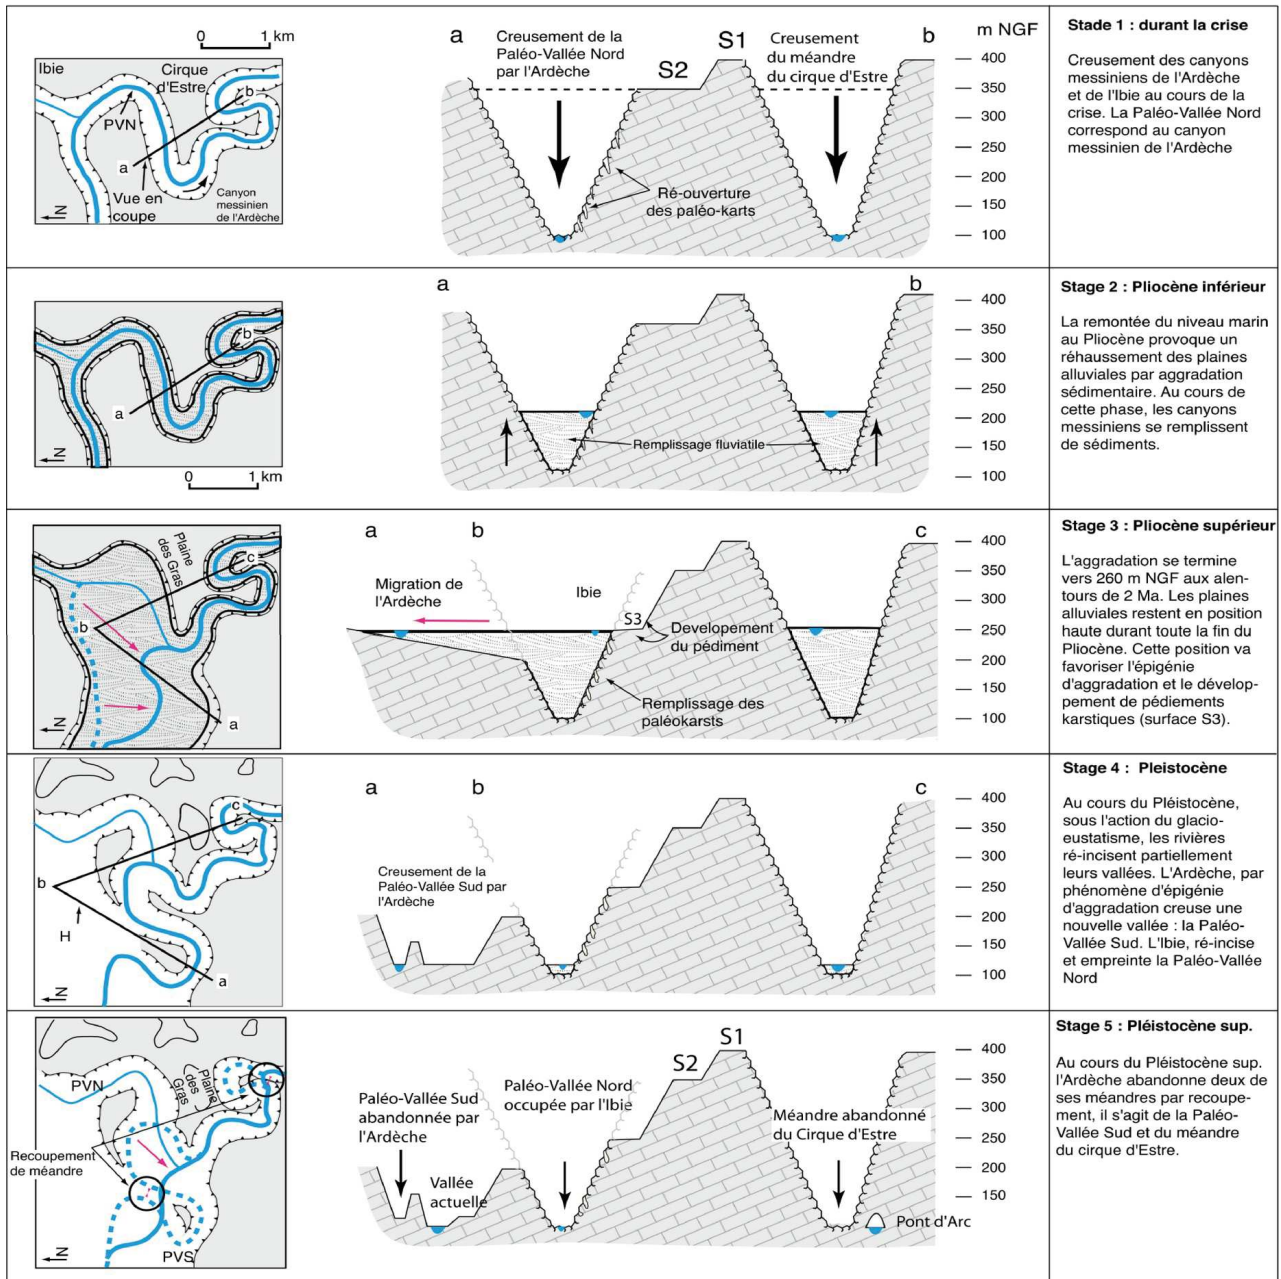 0 1 km
Ibie
Cirque
d'Estre
b
PVN
a
Vue en
coupe
Canyon
messinien
de l'Ardèche
N
a
Creusement de la
Paléo-Vallée Nord
par l'Ardèche
S2
S1
Creusement
du méandre
du cirque d'Estre
b
Ré-ouverture
des paléo-karts
m NGF
400
350
300
250
200
150
100
Stade 1 : durant la crise
Creusement des canyons
messiniens de l'Ardèche
et de l'Ibie au cours de la
crise. La Paléo-Vallée Nord
correspond au canyon
messinien de l'Ardèche
b
a
N
0 1 km
a
b
Remplissage fluviatile
400
350
300
250
200
150
100
Stage 2 : Pliocène inférieur
La remontée du niveau marin
au Pliocène provoque un
réhaussement des plaines
alluviales par aggradation
sédimentaire. Au cours de
cette phase, les canyons
messiniens se remplissent
de sédiments.
Plaine
des Gras
c
b
a
N
a
b
c
Migration de
l'Ardèche
Ibie
S3
Developement
du pédiment
Remplissage des
paléokarsts
400
350
300
250
200
150
100
Stage 3 : Pliocène supérieur
L'aggradation se termine
vers 260 m NGF aux alen-
tours de 2 Ma. Les plaines
alluviales restent en position
haute durant toute la fin du
Pliocène. Cette position va
favoriser l'épigénie
d'aggradation et le dévelop-
pement de pédiements
karstiques (surface S3).
c
b
H
a
N
a
b
c
Creusement de la
Paléo-Vallée Sud par
l'Ardèche
400
350
300
250
200
150
100
Stage 4 : Pleistocène
Au cours du Pléistocène,
sous l'action du glacio-
eustatisme, les rivières
ré-incisent partiellement
leurs vallées. L'Ardèche, par
phénomène d'épigénie
d'aggradation creuse une
nouvelle vallée : la Paléo-
Vallée Sud. L'Ibie, ré-incise
et empreinte la Paléo-Vallée
Nord
PVN
Plaine
des
Gras
Recoupement
de méandre
N
PVS
S1
S2
Paléo-Vallée Sud
abandonnée par
l'Ardèche
Paléo-Vallée Nord
occupée par l'Ibie
Méandre abandonné
du Cirque d'Estre
Vallée
actuelle
Pont d'Arc
400
350
300
250
200
150
Stage 5 : Pléistocène sup.
Au cours du Pléistocène sup.
l'Ardèche abandonne deux de
ses méandres par recoupe-
ment, il s'agit de la Paléo-
Vallée Sud et du méandre
du cirque d'Estre.